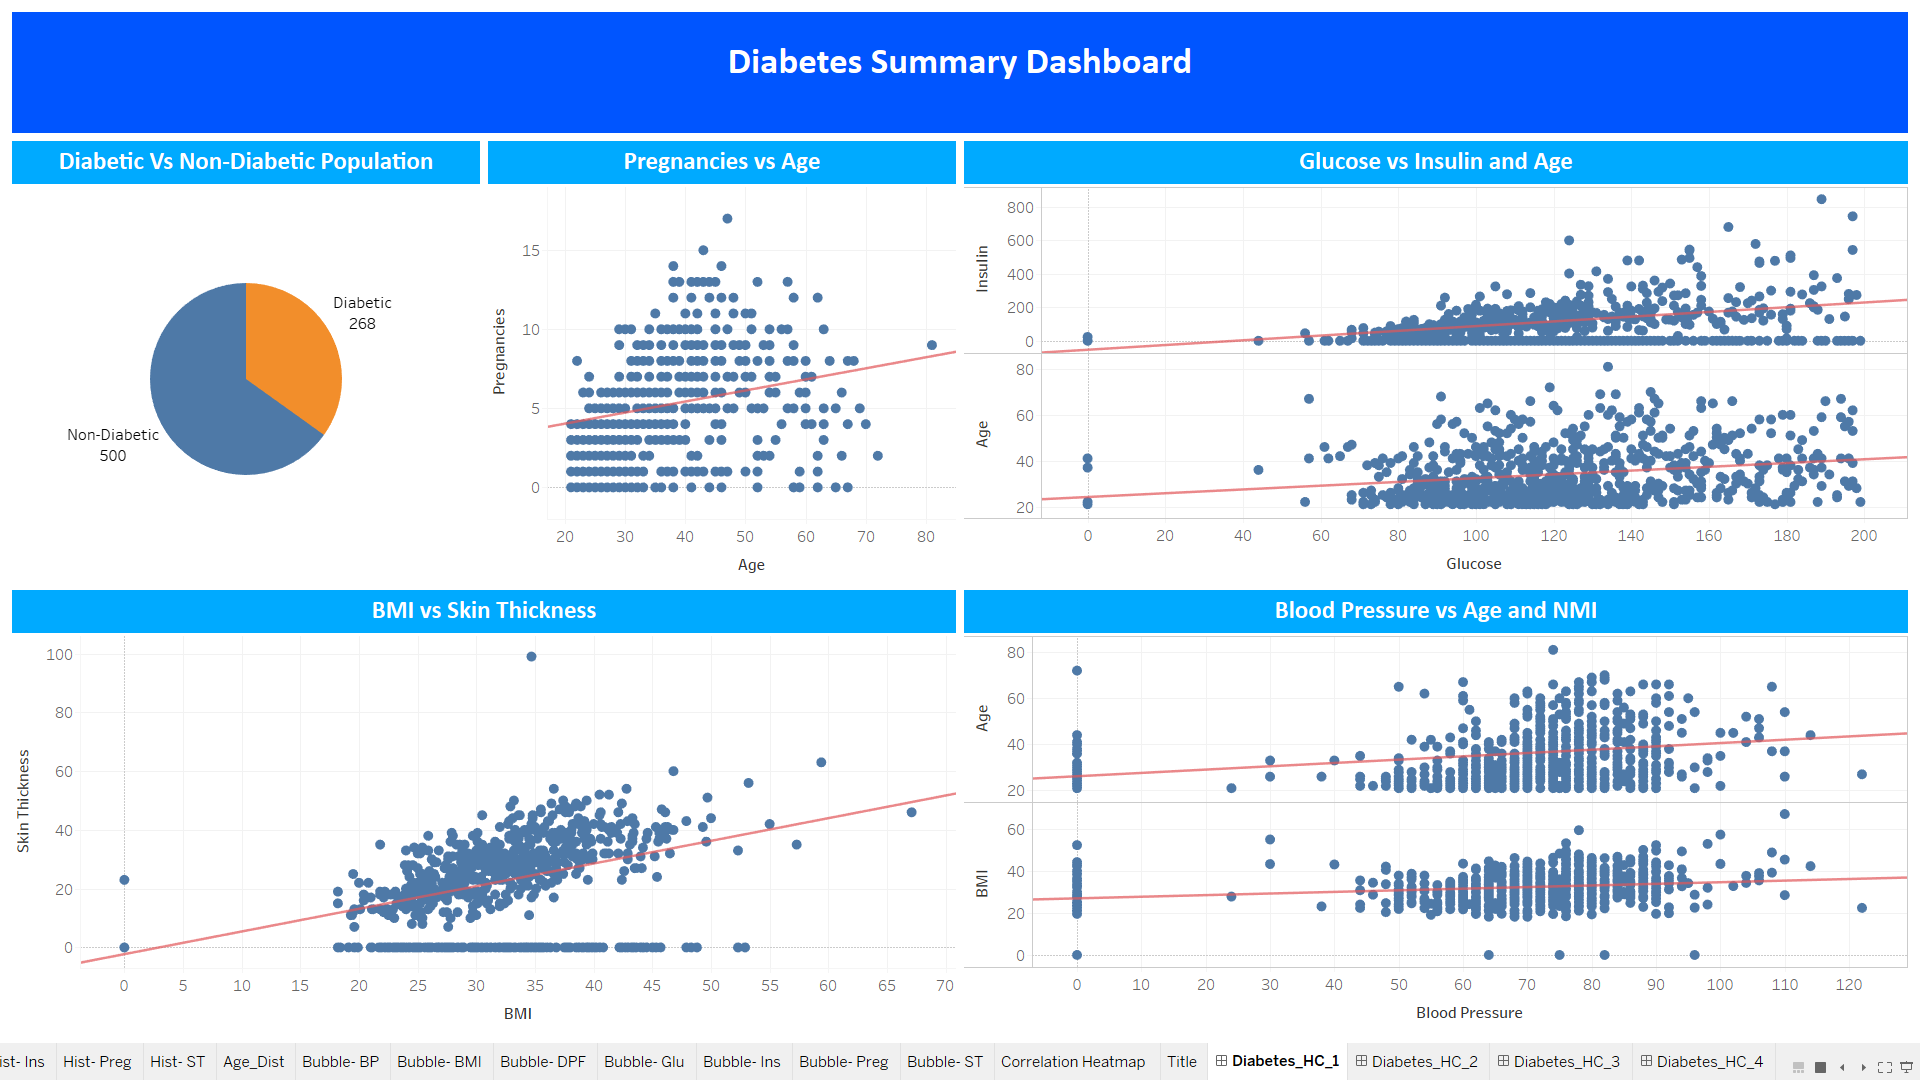 Diabetes Summary Dashboard
Diabetic Vs Non-Diabetic Population
Diabetic
268
Non-Diabetic
500
Pregnancies vs Age
Pregnancies
15
10
5
0
20 30 40 50 60 70 80
Age
Glucose vs Insulin and Age
Insulin
800
600
400
200
0
Age
80
60
40
20
0 20 40 60 80 100 120 140 160 180 200
Glucose
BMI vs Skin Thickness
Skin Thickness
100
80
60
40
20
0
0 5 10 15 20 25 30 35 40 45 50 55 60 65 70
BMI
Blood Pressure vs Age and NMI
Age
80
60
40
20
BMI
60
40
20
0
0 10 20 30 40 50 60 70 80 90 100 110 120
Blood Pressure
ist- Ins Hist- Preg Hist- ST Age_Dist Bubble- BP Bubble- BMI Bubble- DPF Bubble- Glu Bubble- Ins Bubble- Preg Bubble- ST Correlation Heatmap Title Diabetes_HC_1 Diabetes_HC_2 Diabetes_HC_3 Diabetes_HC_4